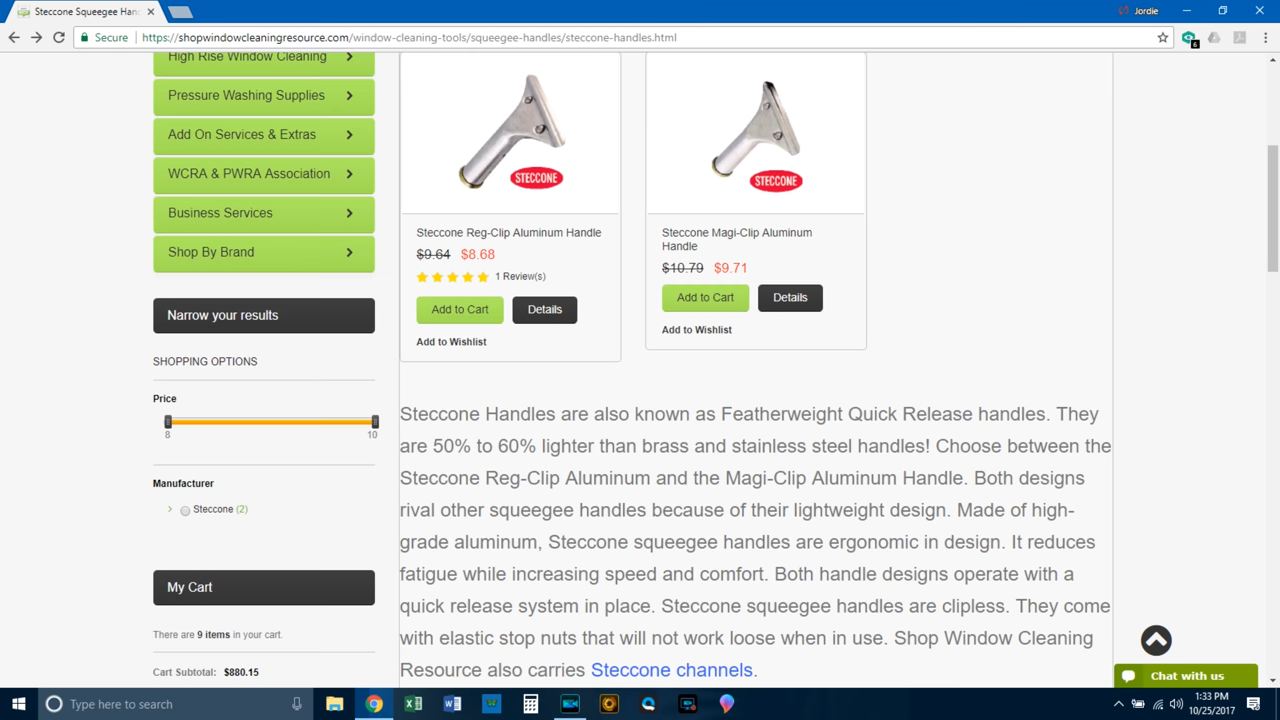 Steccone Squeegee Han
Jordie
Secure
https://shopwindowcleaningresource.com/window-cleaning-tools/squeegee-handles/steccone-handles.html
6
High Rise Window Cleaning
Pressure Washing Supplies
Add On Services & Extras
WCRA & PWRA Association
Business Services
Shop By Brand
Narrow your results
SHOPPING OPTIONS
Price
8 10
Manufacturer
Steccone (2)
My Cart
There are 9 items in your cart.
Cart Subtotal: $880.15
STECCONE
Steccone Reg-Clip Aluminum Handle
$9.64 $8.68
1 Review(s)
Add to Cart Details
Add to Wishlist
STECCONE
Steccone Magi-Clip Aluminum
Handle
$10.79 $9.71
Add to Cart Details
Add to Wishlist
Steccone Handles are also known as Featherweight Quick Release handles. They
are 50% to 60% lighter than brass and stainless steel handles! Choose between the
Steccone Reg-Clip Aluminum and the Magi-Clip Aluminum Handle. Both designs
rival other squeegee handles because of their lightweight design. Made of high-
grade aluminum, Steccone squeegee handles are ergonomic in design. It reduces
fatigue while increasing speed and comfort. Both handle designs operate with a
quick release system in place. Steccone squeegee handles are clipless. They come
with elastic stop nuts that will not work loose when in use. Shop Window Cleaning
Resource also carries Steccone channels.
Chat with us
Type here to search
1:33 PM
10/25/2017